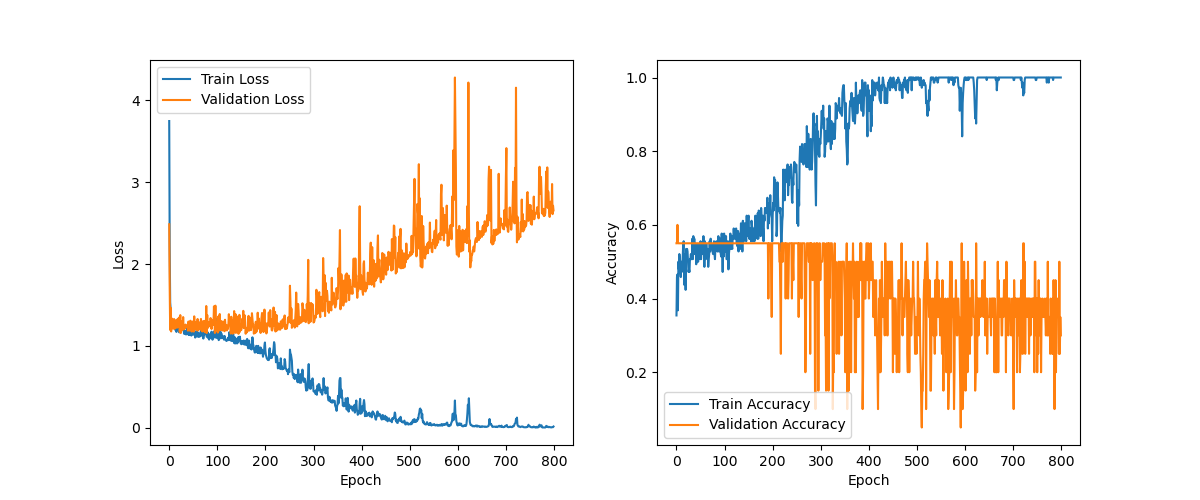 Train Loss
Validation Loss
4
3
2
1
0
Loss
0 100 200 300 400 500 600 700 800
Epoch
1.0
0.8
0.6
0.4
0.2
Accuracy
Train Accuracy
Validation Accuracy
0 100 200 300 400 500 600 700 800
Epoch